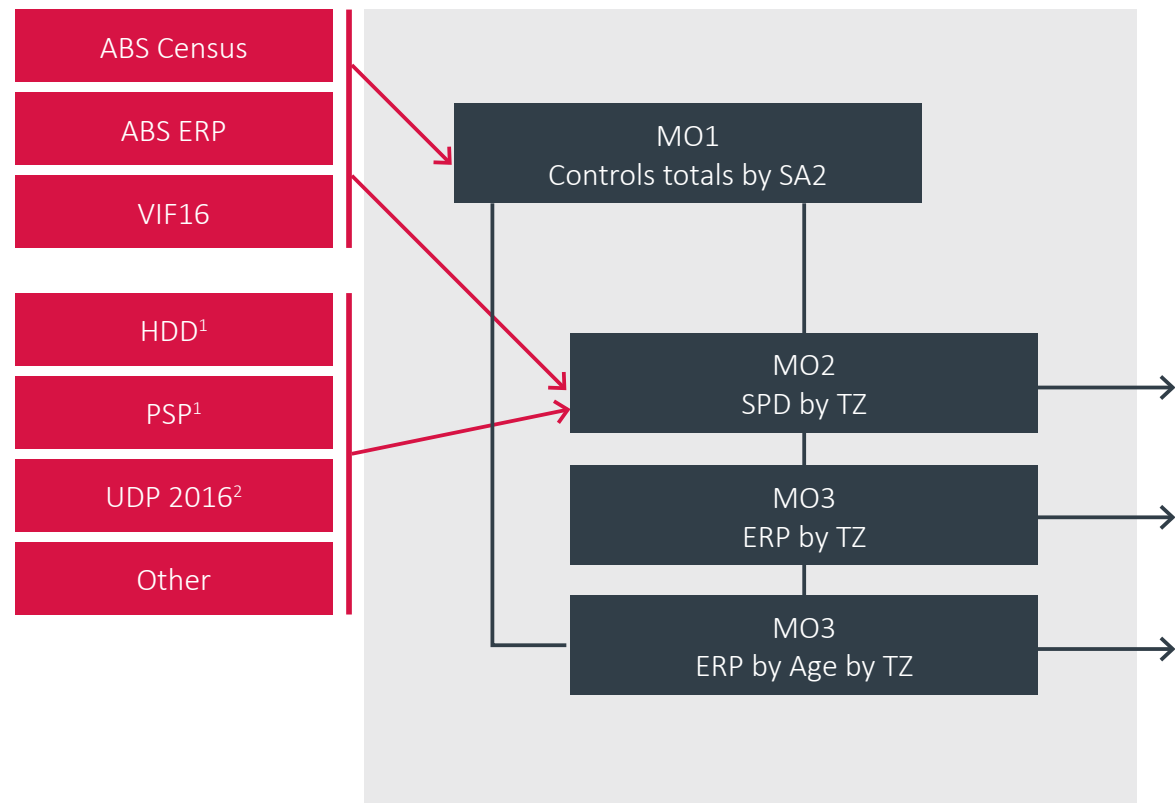 ABS Census
ABS ERP
VIF16
HDD¹
PSP¹
UDP 2016²
Other
MO1
Controls totals by SA2
MO2
SPD by TZ
MO3
ERP by TZ
MO3
ERP by Age by TZ